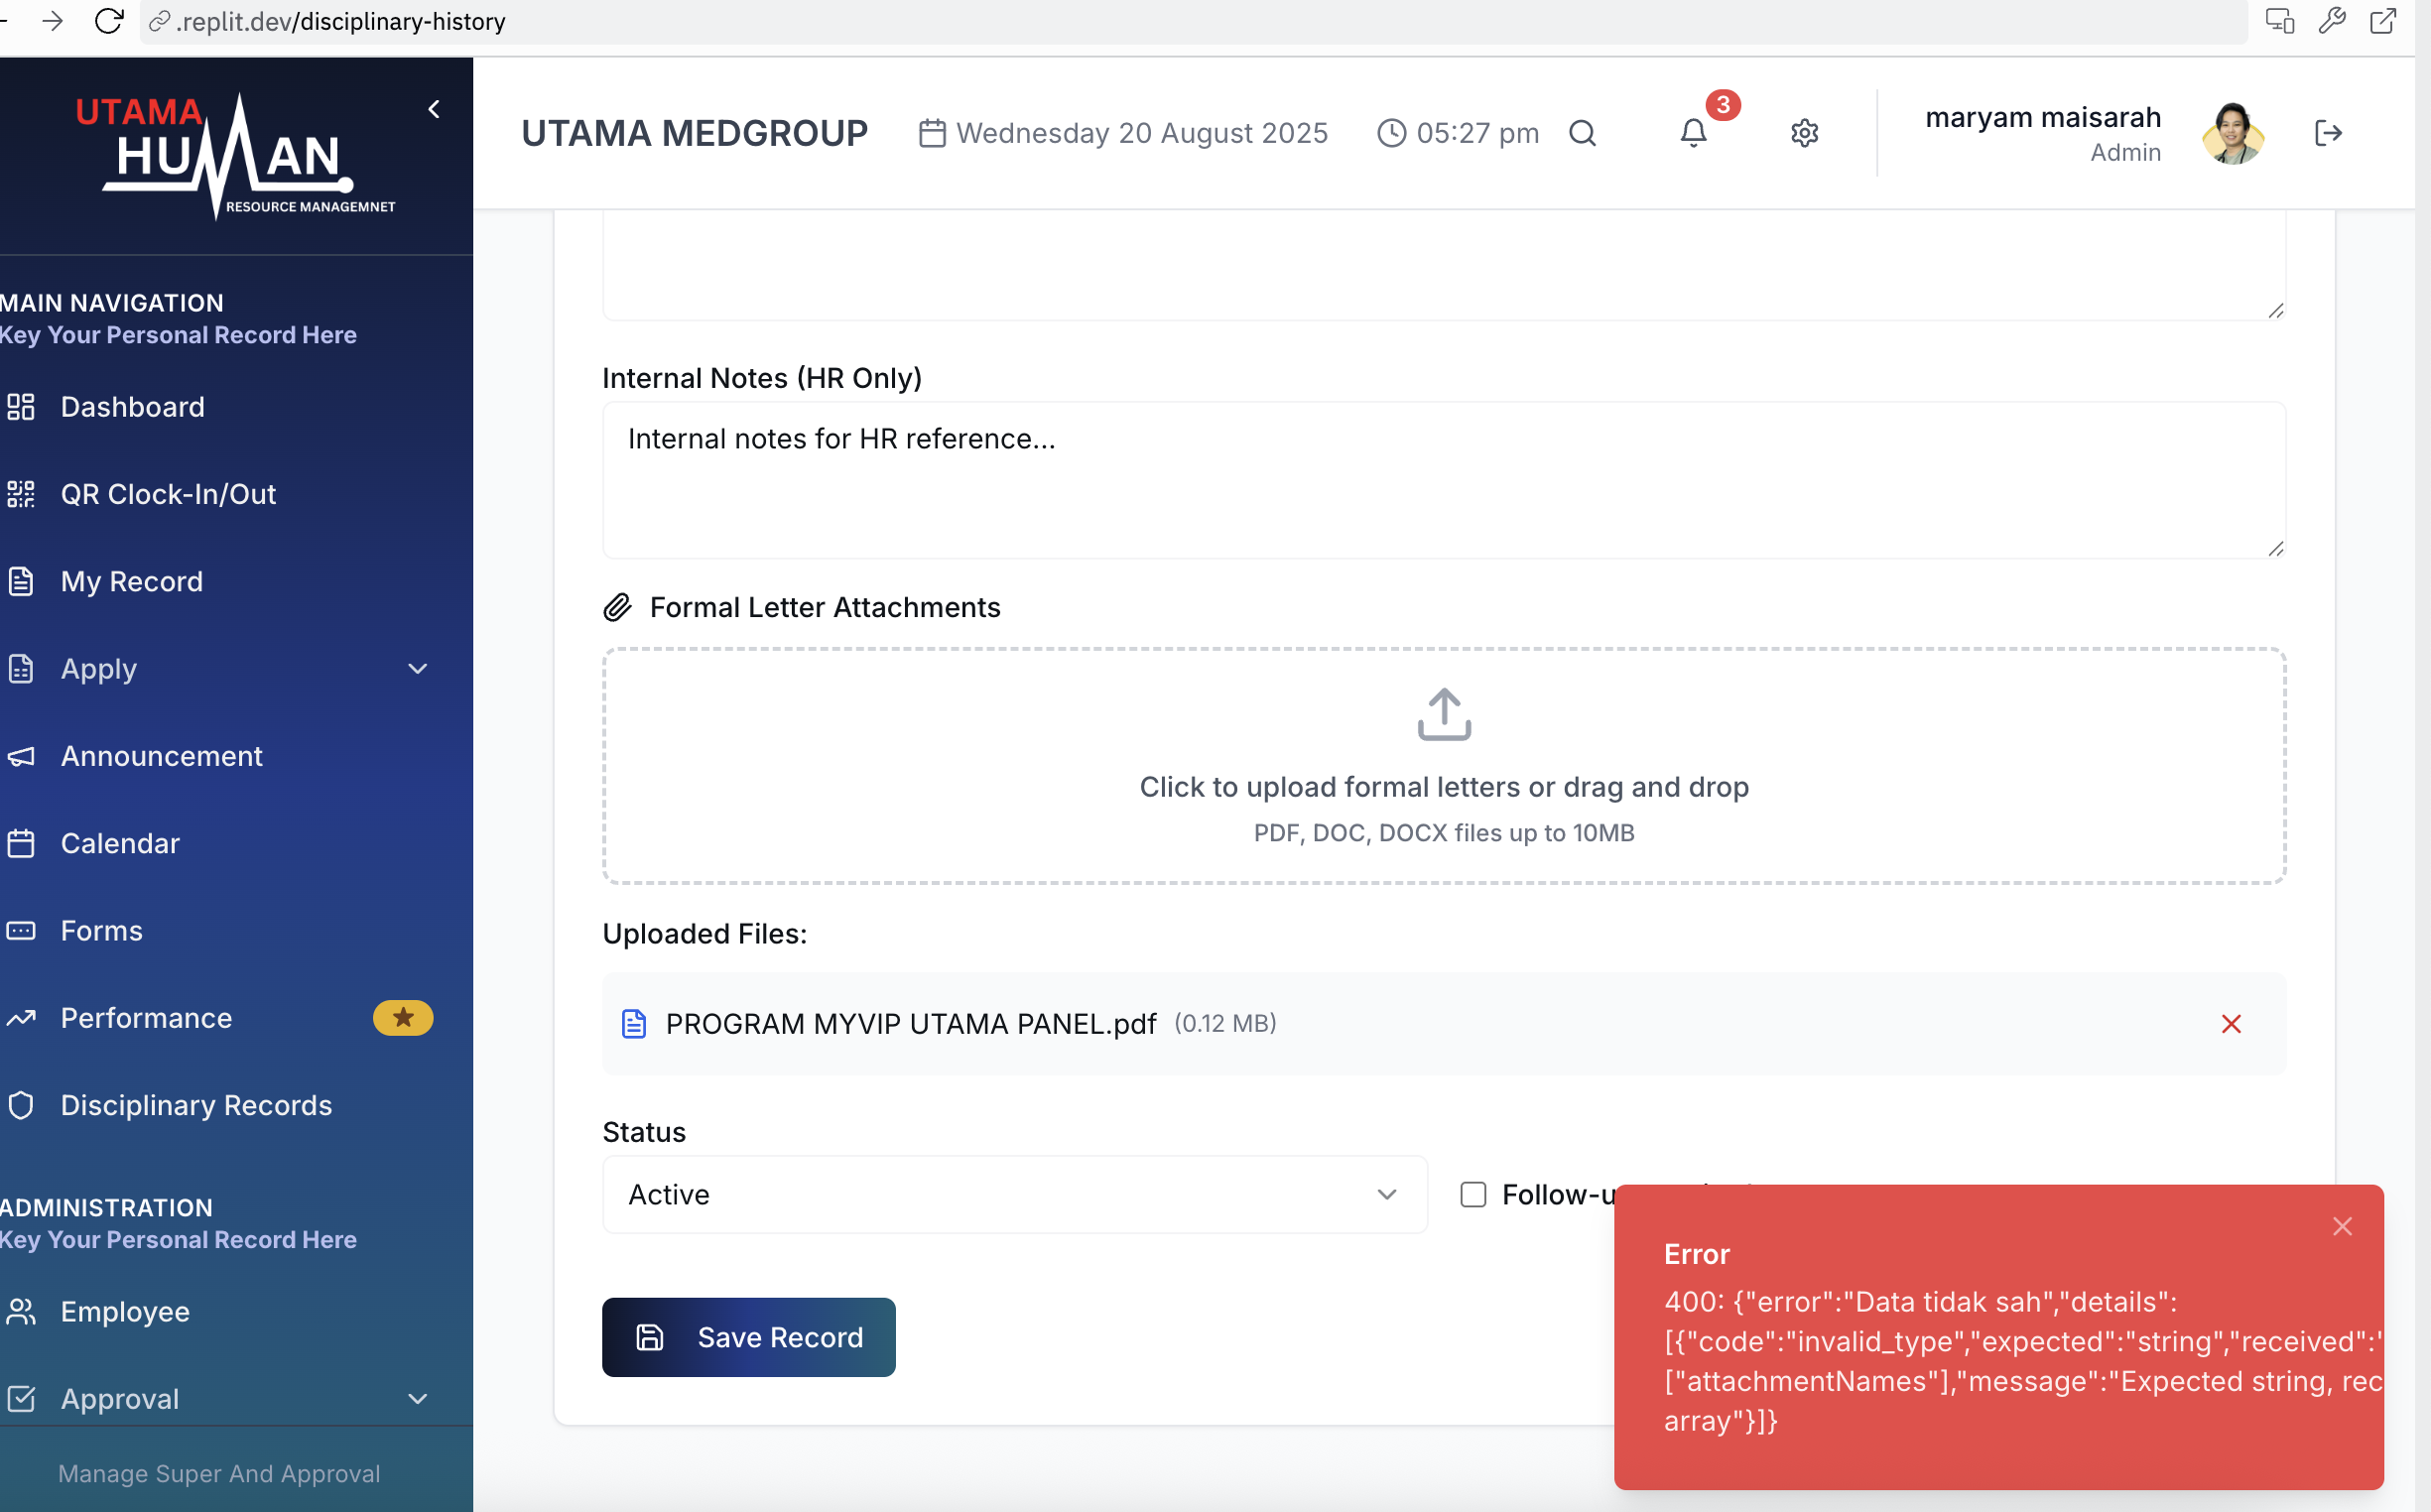 .replit.dev/disciplinary-history
UTAMA
HUMAN
RESOURCE MANAGEMNET
UTAMA MEDGROUP
Wednesday 20 August 2025
05:27 pm
3
maryam maisarah
Admin
MAIN NAVIGATION
Key Your Personal Record Here
Dashboard
QR Clock-In/Out
My Record
Apply
Announcement
Calendar
Forms
Performance
Disciplinary Records
ADMINISTRATION
Key Your Personal Record Here
Employee
Approval
Manage Super And Approval
Internal Notes (HR Only)
Internal notes for HR reference...
Formal Letter Attachments
Click to upload formal letters or drag and drop
PDF, DOC, DOCX files up to 10MB
Uploaded Files:
PROGRAM MYVIP UTAMA PANEL.pdf (0.12 MB)
Status
Active
Follow-u
Save Record
Error
400: {"error":"Data tidak sah","details":
[{"code":"invalid_type","expected":"string","received":"
["attachmentNames"],"message":"Expected string, rec
array"}]}